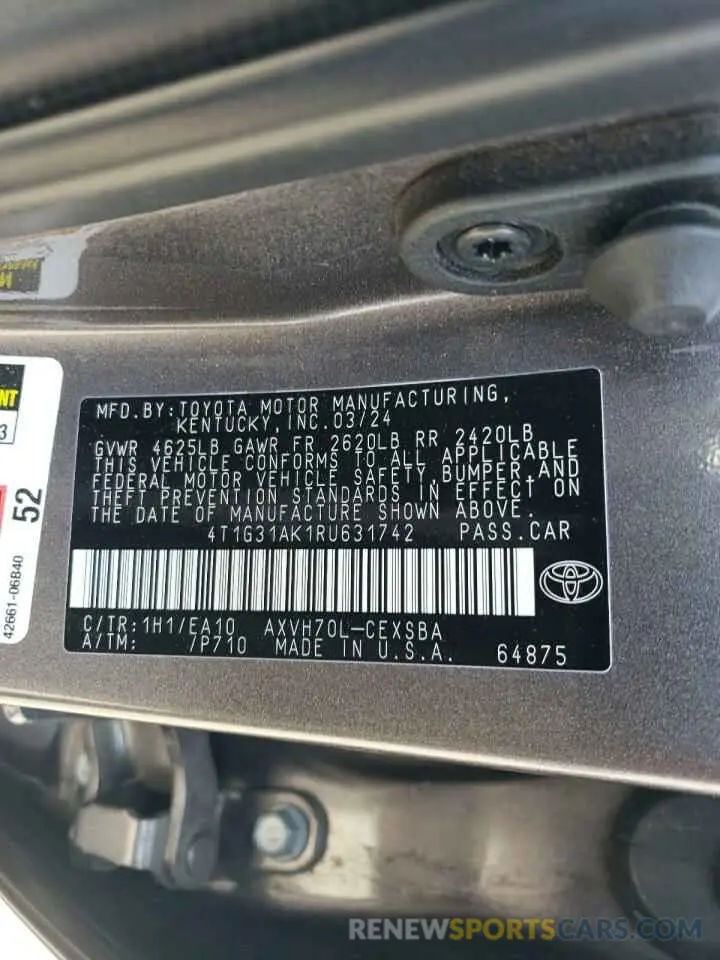 NT
3
52
42661-06B40
MFD.BY:TOYOTA MOTOR MANUFACTURING,
KENTUCKY, INC.03/24
GVWR 4625LB GAWR FR 2620LB RR 2420LB
THIS VEHICLE CONFORMS TO ALL APPLICABLE
FEDERAL MOTOR VEHICLE SAFETY,BUMPER,AND
THEFT PREVENTION STANDARDS IN EFFECT ON
THE DATE OF MANUFACTURE SHOWN ABOVE.
4T1G31AK1RU631742 PASS.CAR
C/TR:1H1/EA10 AXVH70L-CEXSBA
A/TM: /P710 MADE IN U.S.A. 64875
RENEWSPORTSCARS.COM